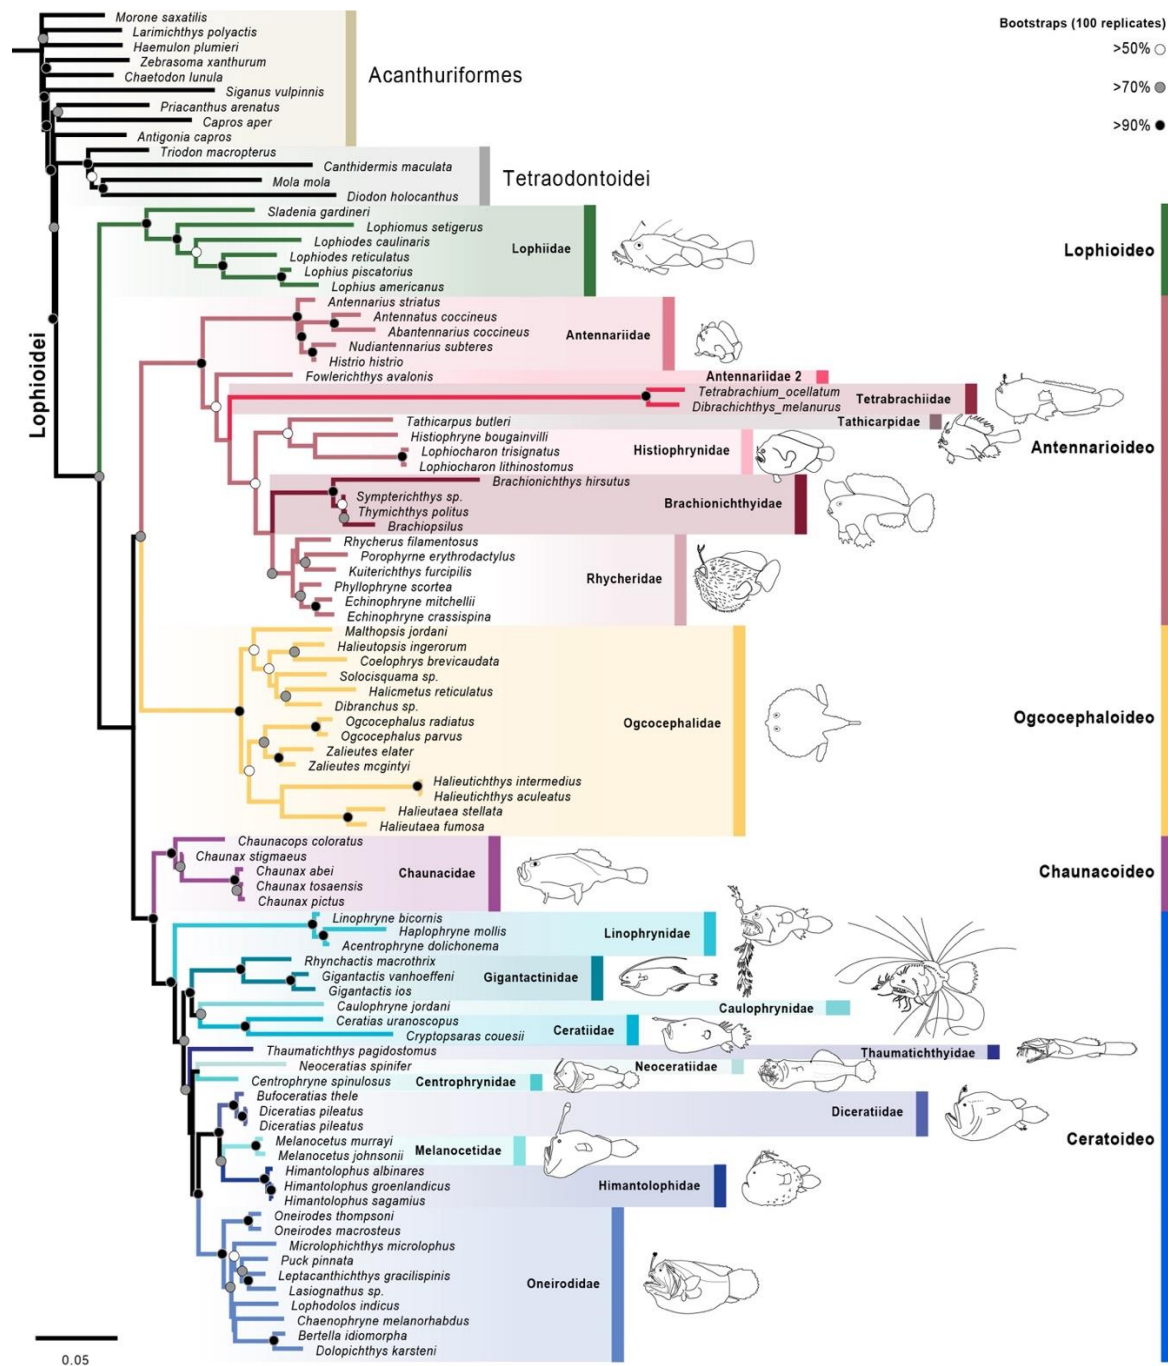 Morone saxatilis
Larimichthys polyactis
Haemulon plumieri
Zebrasoma xanthurum
Chaetodon lunula
Siganus vulpinnis
Priacanthus arenatus
Capros aper
Antigonia capros
Acanthuriformes
Bootstraps (100 replicates)
>50%
>70%
>90%
Triodon macropterus
Canthidermis maculata
Mola mola
Diodon holocanthus
Tetraodontoidei
Lophioidei
Sladenia gardineri
Lophiomus setigerus
Lophiodes caulinaris
Lophiodes reticulatus
Lophius piscatorius
Lophius americanus
Lophiidae
Lophioideo
Antennarius striatus
Antennatus coccineus
Abantennarius coccineus
Nudiantennarius subteres
Histrio histrio
Antennariidae
Fowlerichthys avalonis
Antennariidae 2
Tetrabrachium_ocellatum
Dibrachichthys_melanurus
Tetrabrachiidae
Tathicarpus butleri
Tathicarpidae
Histiophryne bougainvilli
Lophiocharon trisignatus
Lophiocharon lithinostomus
Histiophrynidae
Antennarioideo
Brachionichthys hirsutus
Sympterichthys sp.
Thymichthys politus
Brachiopsilus
Brachionichthyidae
Rhycherus filamentosus
Porophyrne erythrodactylus
Kuiterichthys furcipilis
Phyllophryne scortea
Echinophryne mitchellii
Echinophryne crassispina
Rhycheridae
Malthopsis jordani
Halieutopsis ingerorum
Coelophrys brevicaudata
Solocisquama sp.
Halicmetus reticulatus
Dibranchus sp.
Ogcocephalus radiatus
Ogcocephalus parvus
Zalieutes elater
Zalieutes mcgintyi
Halieutichthys intermedius
Halieutichthys aculeatus
Halieutaea stellata
Halieutaea fumosa
Ogcocephalidae
Ogcocephaloideo
Chaunacops coloratus
Chaunax stigmaeus
Chaunax abei
Chaunax tosaensis
Chaunax pictus
Chaunacidae
Chaunacoideo
Linophryne bicornis
Haplophryne mollis
Acentrophryne dolichonema
Linophrynidae
Rhynchactis macrothrix
Gigantactis vanhoeffeni
Gigantactis ios
Gigantactinidae
Caulophryne jordani
Caulophrynidae
Ceratias uranoscopus
Cryptopsaras couesii
Ceratiidae
Thaumatichthys pagidostomus
Thaumatichthyidae
Neoceratias spinifer
Neoceratiidae
Centrophryne spinulosus
Centrophrynidae
Bufoceratias thele
Diceratias pileatus
Diceratias pileatus
Diceratiidae
Ceratoideo
Melanocetus murrayi
Melanocetus johnsonii
Melanocetidae
Himantolophus albinares
Himantolophus groenlandicus
Himantolophus sagamius
Himantolophidae
Oneirodes thompsoni
Oneirodes macrosteus
Microlophichthys microlophus
Puck pinnata
Leptacanthichthys gracilispinis
Lasiognathus sp.
Lophodolos indicus
Chaenophryne melanorhabdus
Bertella idiomorpha
Dolopichthys karsteni
Oneirodidae
0.05